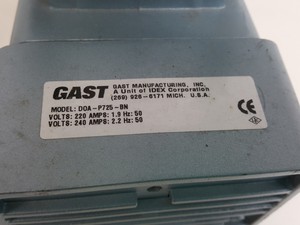 GAST GAST MANUFACTURING, INC.
A Unit of IDEX Corporation
(269) 926-6171 MICH. U.S.A.
MODEL: DOA-P725-BN
VOLTS: 220 AMPS: 1.9 Hz: 50
VOLTS: 240 AMPS: 2.2 Hz: 50
CE